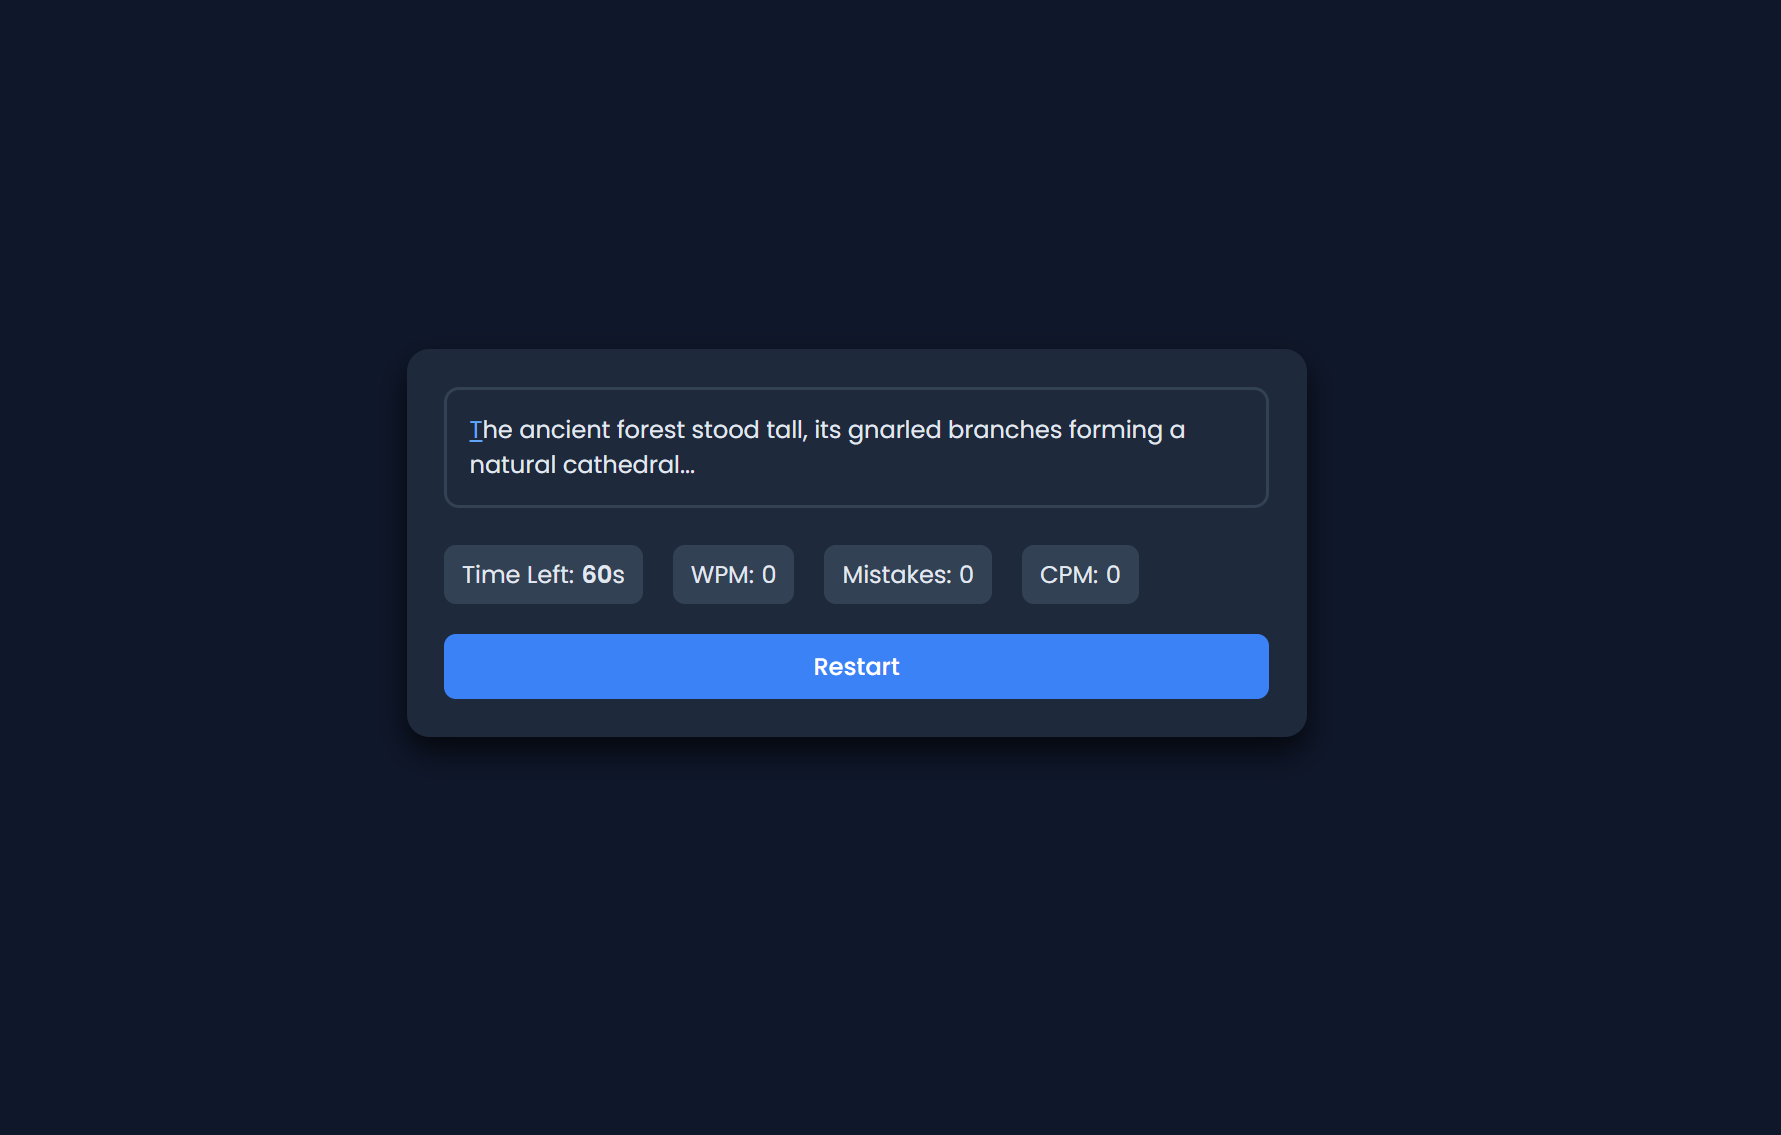 The ancient forest stood tall, its gnarled branches forming a
natural cathedral...
Time Left: 60s WPM: 0 Mistakes: 0 CPM: 0
Restart